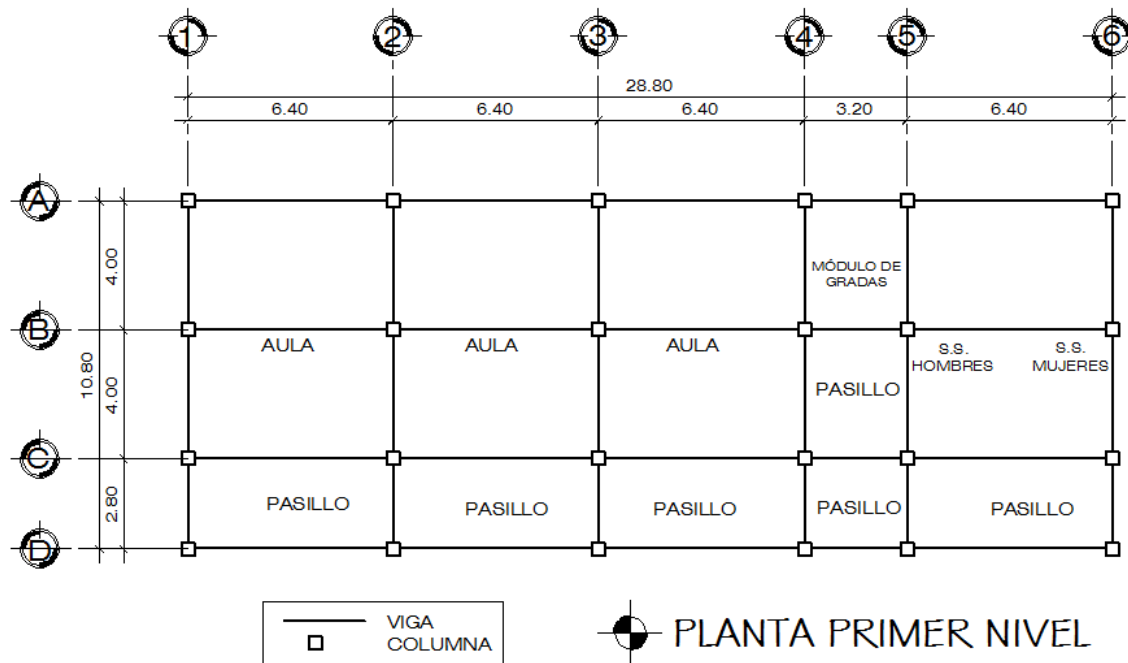 1 2 3 4 5 6
28.80
6.40 6.40 6.40 3.20 6.40
A
4.00
MÓDULO DE
GRADAS
B
AULA AULA AULA
S.S.
HOMBRES
S.S.
MUJERES
10.80
4.00
PASILLO
C
2.80
PASILLO PASILLO PASILLO PASILLO PASILLO
D
VIGA
COLUMNA
PLANTA PRIMER NIVEL